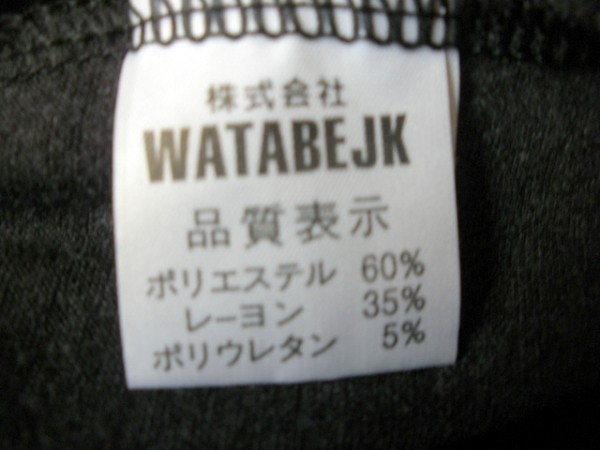 株式会社
WATABEJK
品質表示
ポリエステル 60%
レーヨン 35%
ポリウレタン 5%